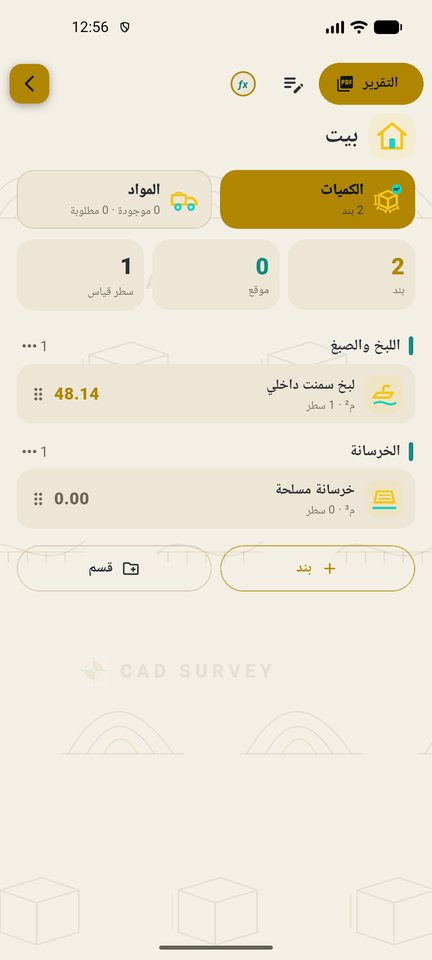 12:56
التقرير
PDF
fx
بيت
الكميات
2 بند
المواد
0 موجودة · 0 مطلوبة
2
بند
0
موقع
1
سطر قياس
اللبخ والصبغ
1
لبخ سمنت داخلي
م² · 1 سطر
48.14
الخرسانة
1
خرسانة مسلحة
م³ · 0 سطر
0.00
+ بند
قسم
CAD SURVEY